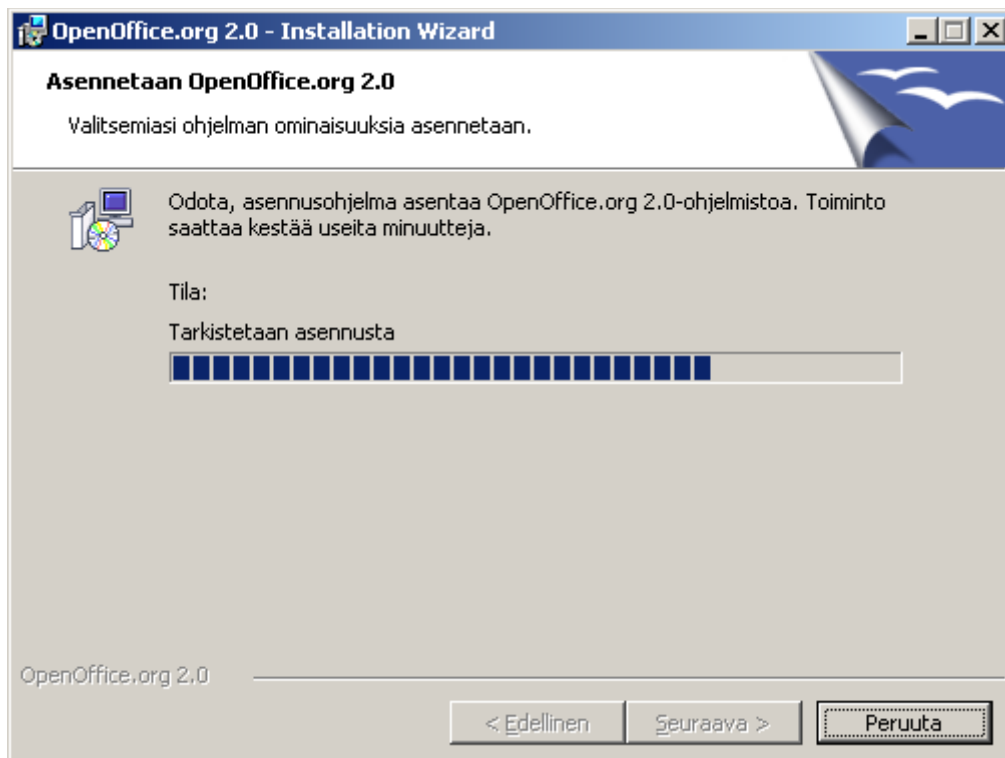 OpenOffice.org 2.0 - Installation Wizard
Asennetaan OpenOffice.org 2.0
Valitsemiasi ohjelman ominaisuuksia asennetaan.
Odota, asennusohjelma asentaa OpenOffice.org 2.0-ohjelmistoa. Toiminto
saattaa kestää useita minuutteja.
Tila:
Tarkistetaan asennusta
OpenOffice.org 2.0
< Edellinen
Seuraava >
Peruuta